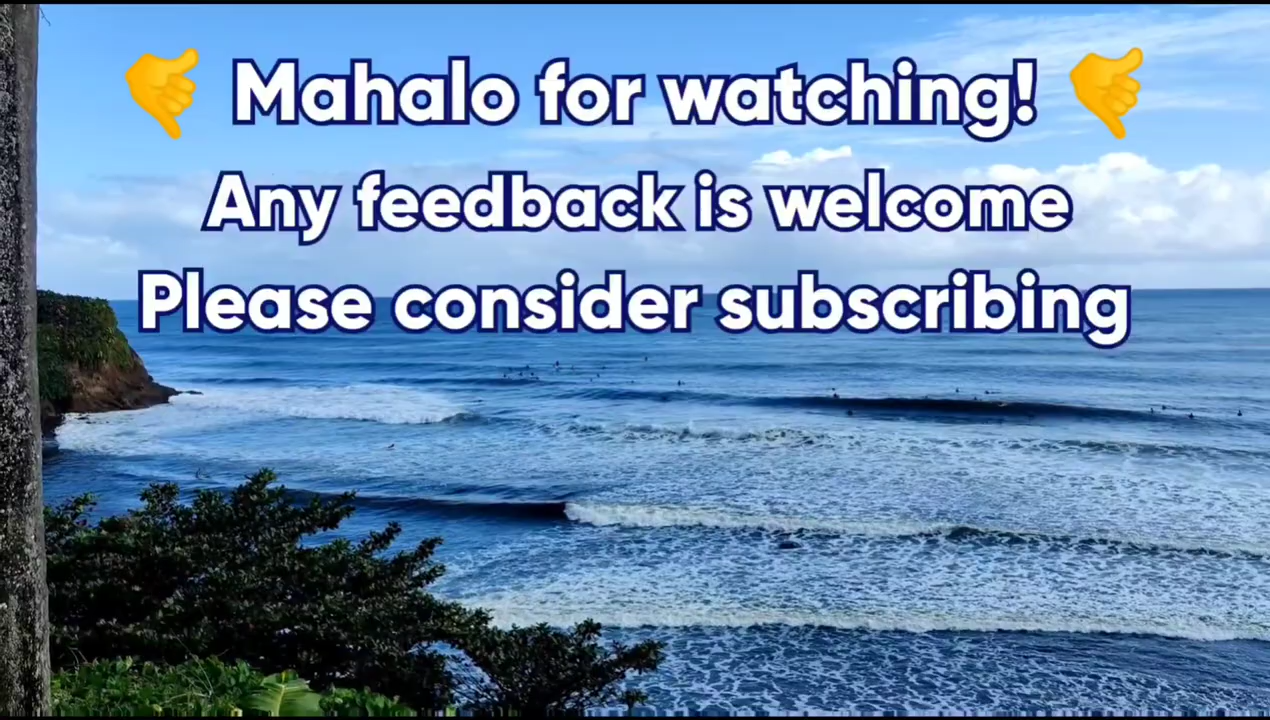 🤙 Mahalo for watching! 🤙
Any feedback is welcome
Please consider subscribing